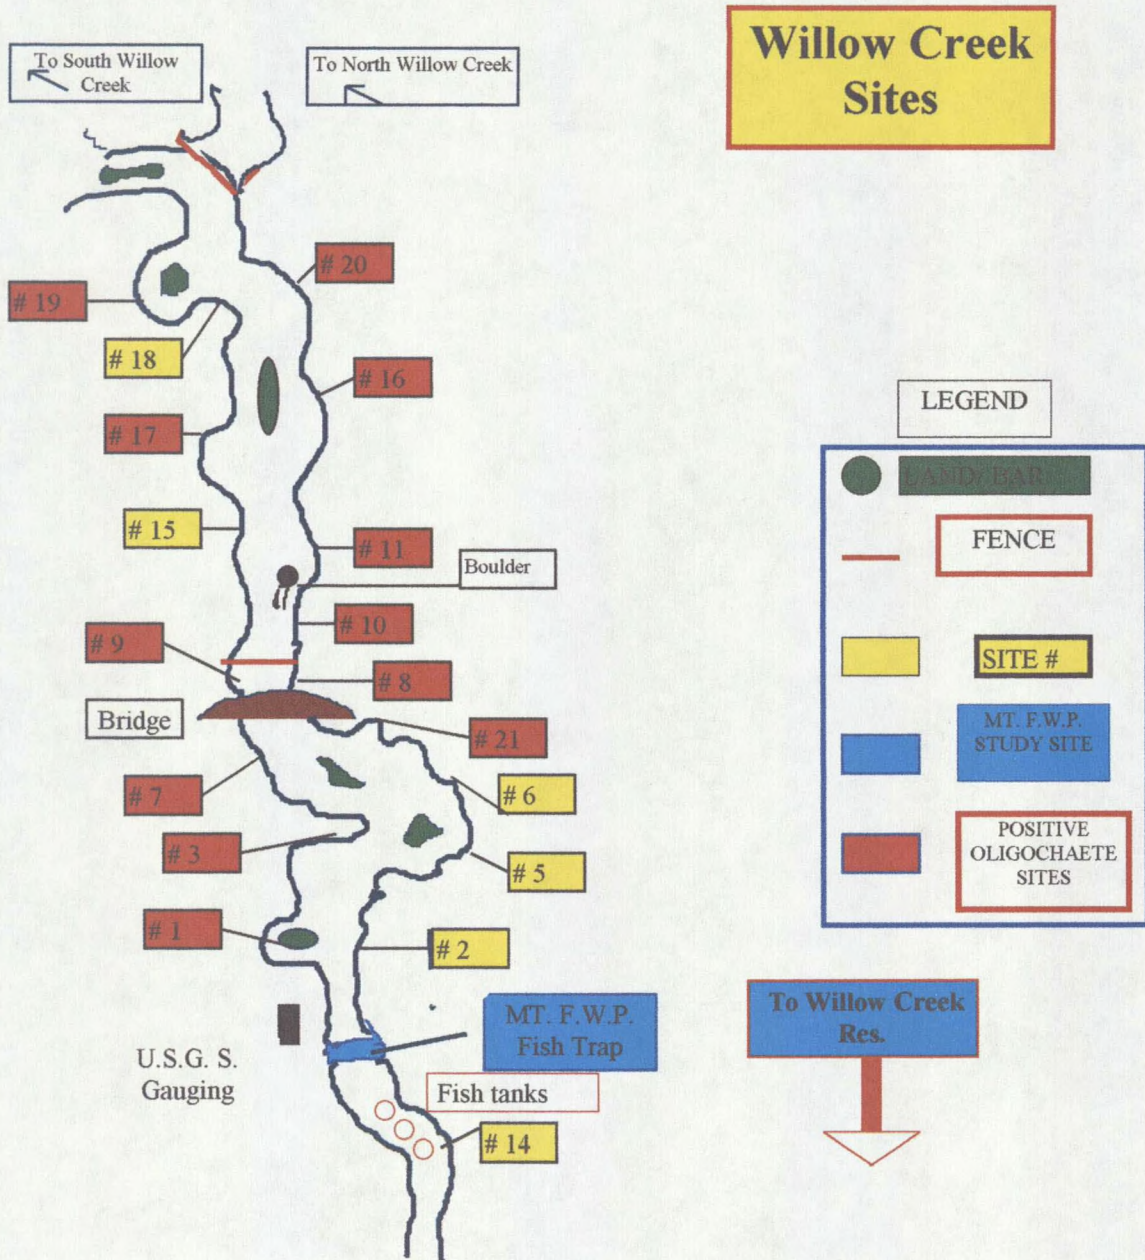 Willow Creek
Sites
To South Willow
Creek
To North Willow Creek
# 20
# 19
# 18
# 16
# 17
# 15
# 11
Boulder
# 10
# 9
# 8
Bridge
# 21
# 7
# 6
# 3
# 5
# 1
# 2
MT. F.W.P.
Fish Trap
U.S.G. S.
Gauging
Fish tanks
# 14
LEGEND
LAND/ BAR
FENCE
SITE #
MT. F.W.P.
STUDY SITE
POSITIVE
OLIGOCHAETE
SITES
To Willow Creek
Res.